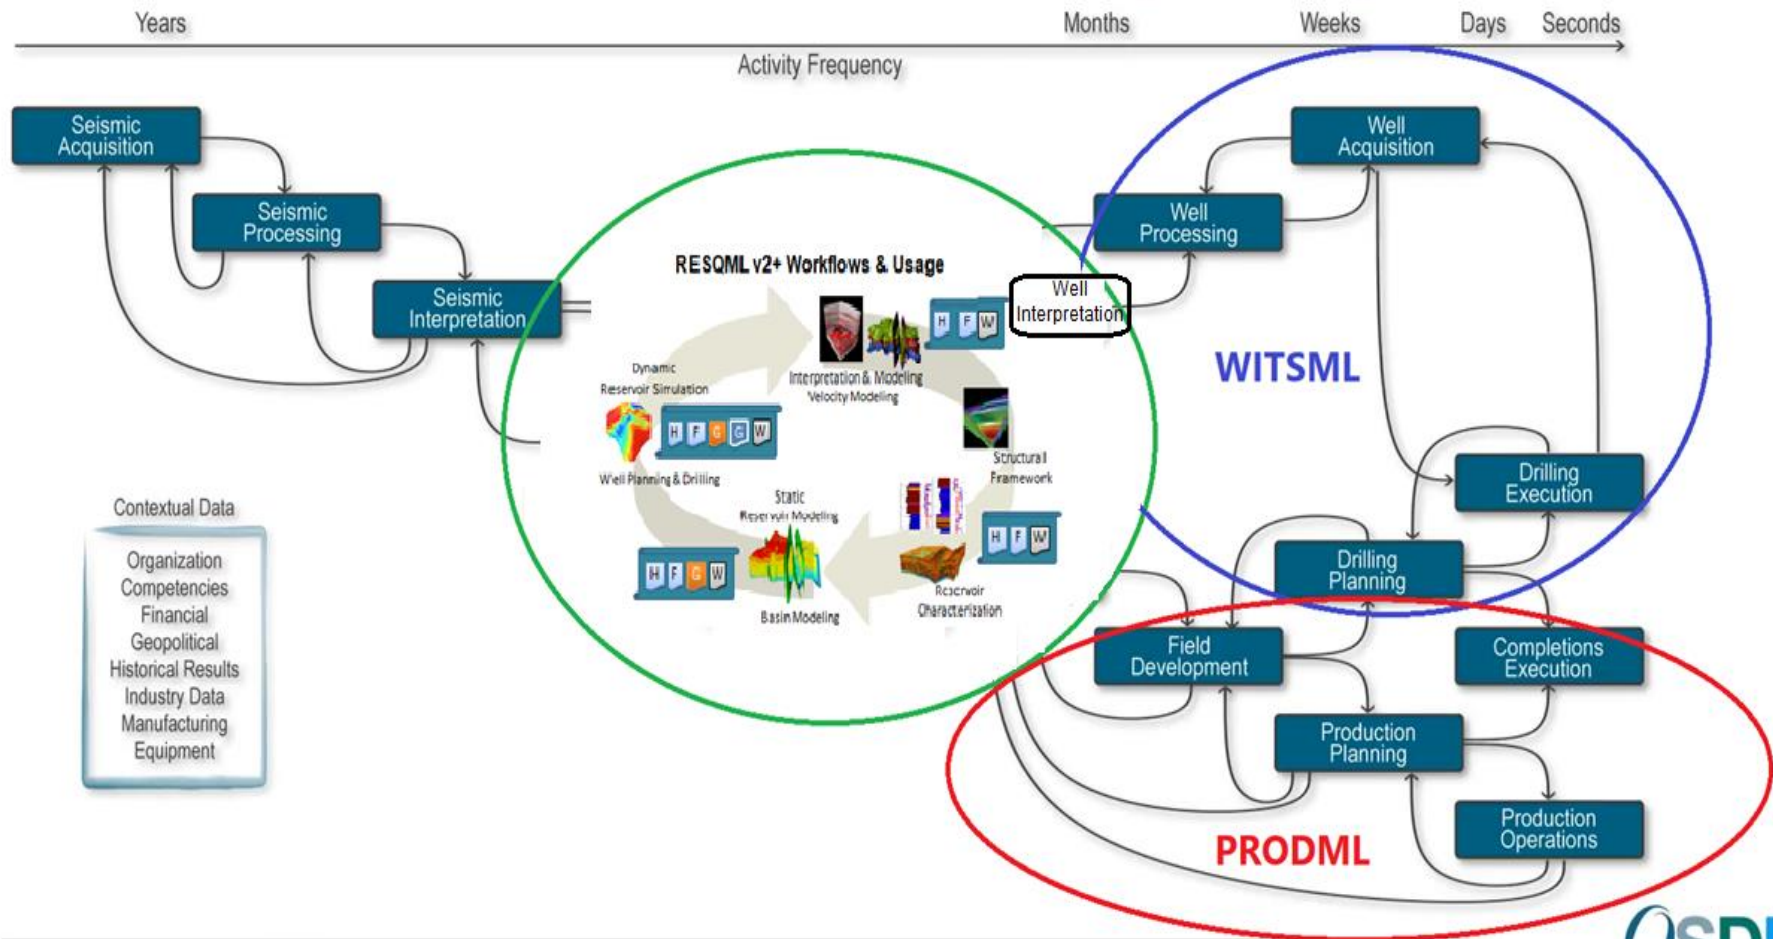 Years
Months
Weeks
Days
Seconds
Activity Frequency
Seismic
Acquisition
Seismic
Processing
Seismic
Interpretation
Well
Acquisition
Well
Processing
RESQML v2+ Workflows & Usage
Well
Interpretation
H F W
Interpretation & Modeling
Velocity Modeling
Dynamic
Reservoir Simulation
H F G G W
Well Planning & Drilling
Structural
Framework
H F W
Reservoir
Characterization
Static
Reservoir Modeling
H F G W
Basin Modeling
WITSML
Drilling
Execution
Drilling
Planning
Contextual Data
Organization
Competencies
Financial
Geopolitical
Historical Results
Industry Data
Manufacturing
Equipment
Field
Development
Completions
Execution
Production
Planning
Production
Operations
PRODML